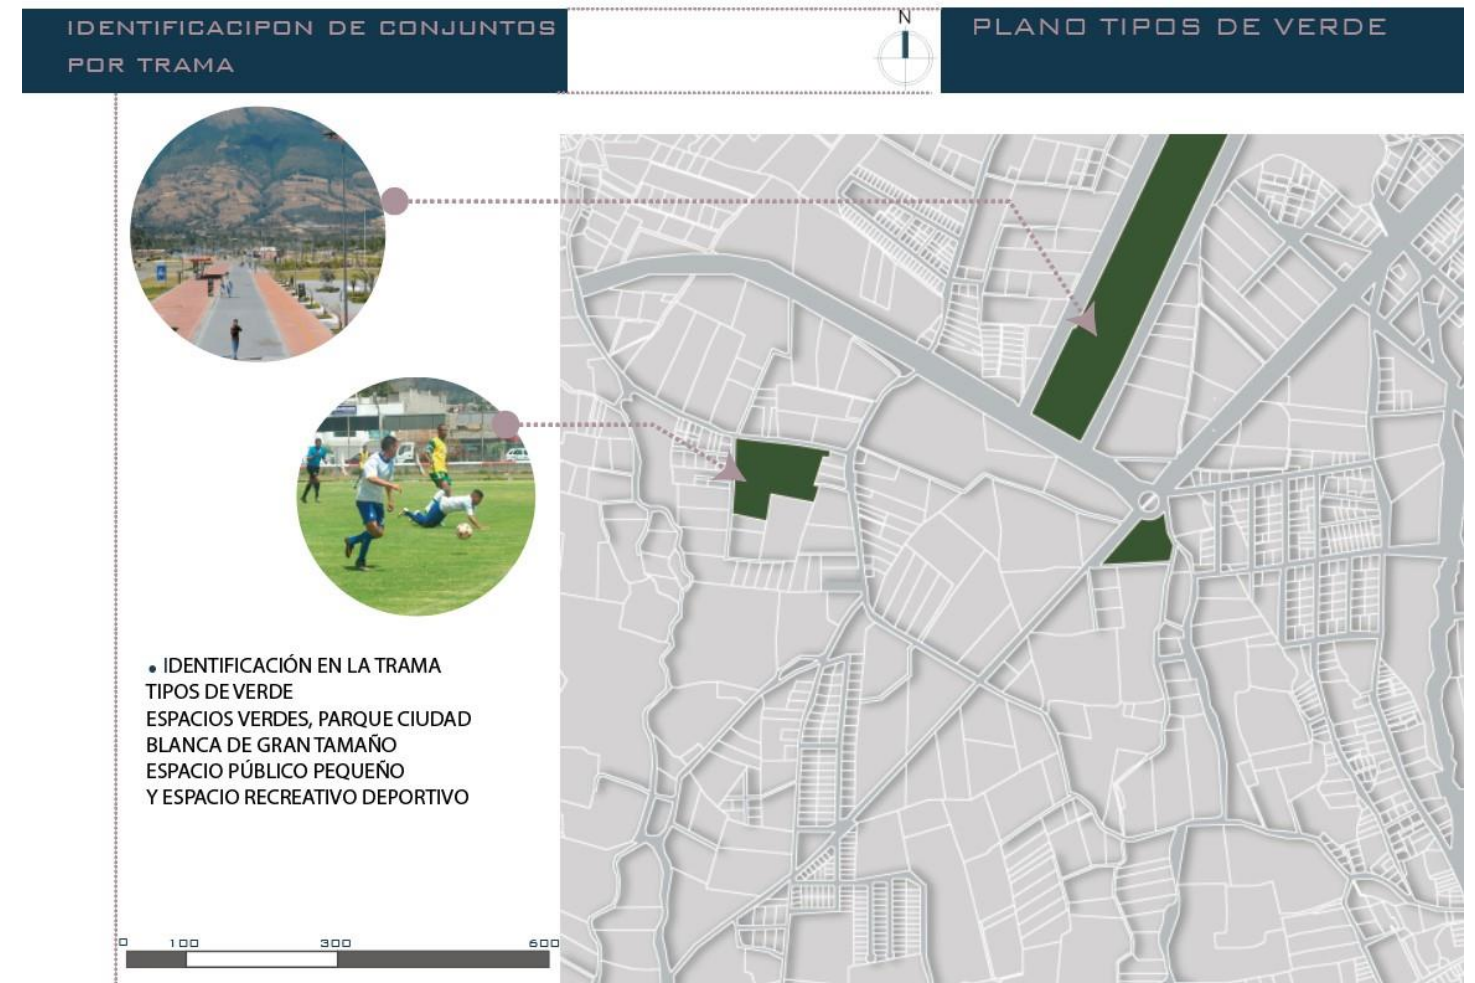 IDENTIFICACIPON DE CONJUNTOS
POR TRAMA
N
PLANO TIPOS DE VERDE
• IDENTIFICACIÓN EN LA TRAMA
TIPOS DE VERDE
ESPACIOS VERDES, PARQUE CIUDAD
BLANCA DE GRAN TAMAÑO
ESPACIO PÚBLICO PEQUEÑO
Y ESPACIO RECREATIVO DEPORTIVO
0 100 300 600